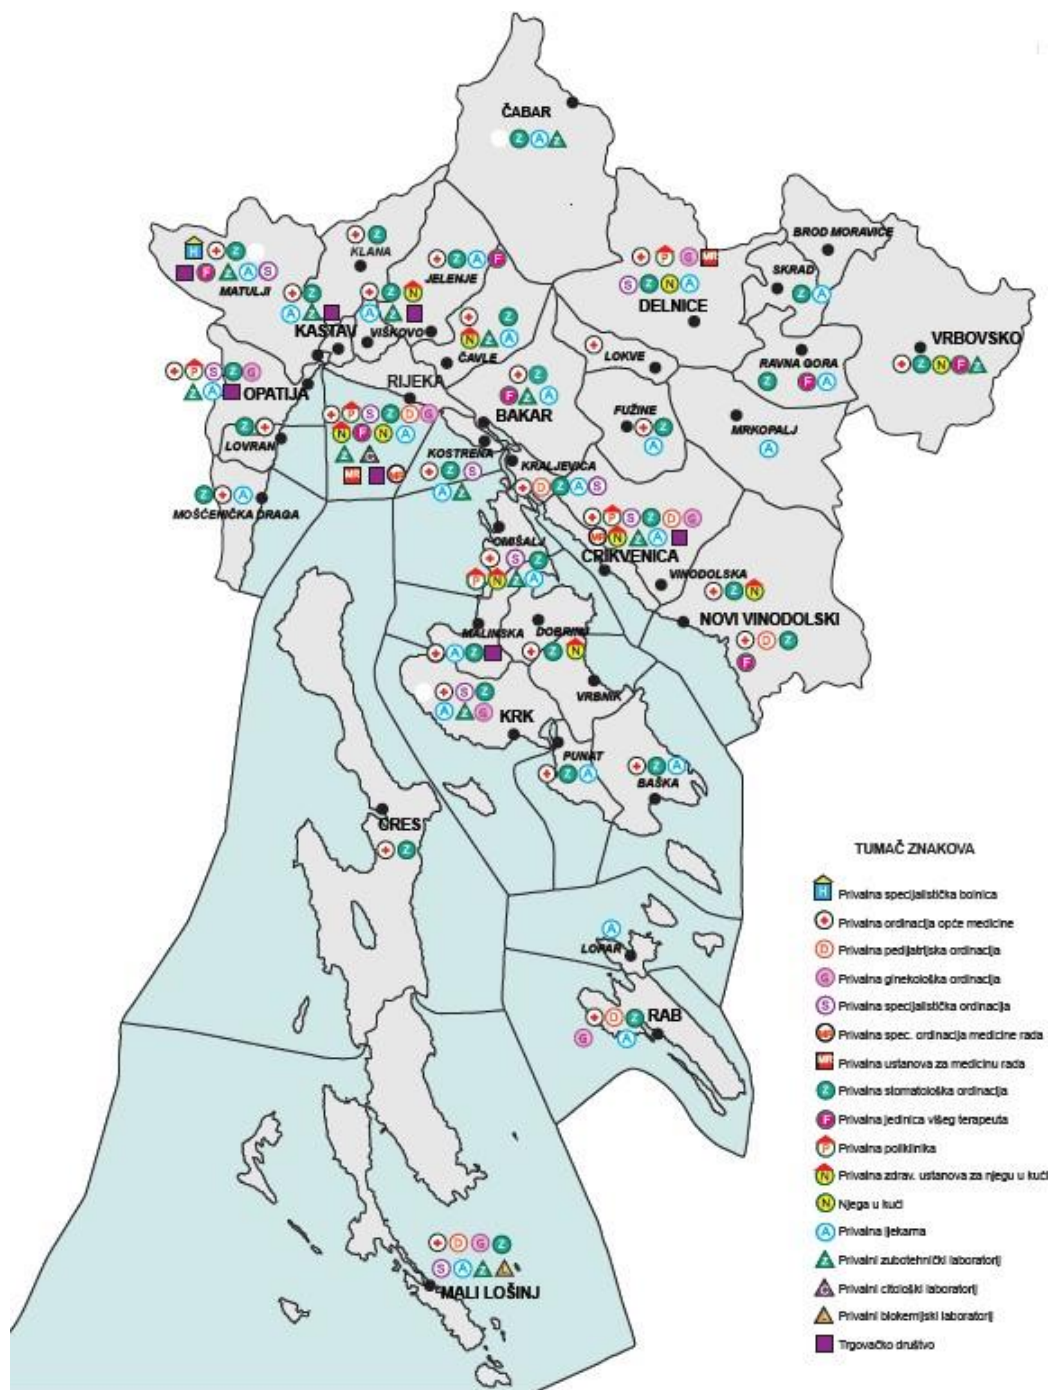 ČABAR
BROD MORAVICE
SKRAD
KLANA
JELENJE
DELNICE
MATULJI
KASTAV
VIŠKOVO
ČAVLE
LOKVE
RAVNA GORA
VRBOVSKO
OPATIJA
RIJEKA
BAKAR
FUŽINE
MRKOPALJ
LOVRAN
KOSTRENA
KRALJEVICA
MOŠĆENIČKA DRAGA
OMIŠALJ
CRIKVENICA
VINODOLSKA
NOVI VINODOLSKI
MALINSKA
DOBRINJ
VRBNIK
KRK
PUNAT
BAŠKA
CRES
LOPAR
RAB
MALI LOŠINJ
TUMAČ ZNAKOVA
H Privatna specijalistička bolnica
Privatna ordinacija opće medicine
D Privatna pedijatrijska ordinacija
G Privatna ginekološka ordinacija
S Privatna specijalistička ordinacija
MR Privatna spec. ordinacija medicine rada
MR Privatna ustanova za medicinu rada
Z Privatna stomatološka ordinacija
F Privatna jedinica višeg terapeuta
P Privatna poliklinika
N Privatna zdrav. ustanova za njegu u kući
N Njega u kući
A Privatna ljekarna
Z Privatni zubotehnički laboratorij
C Privatni citološki laboratorij
L Privatni biokemijski laboratorij
Trgovačko društvo